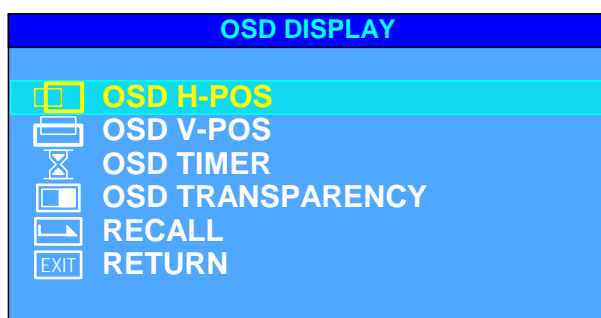 OSD DISPLAY
OSD H-POS
OSD V-POS
OSD TIMER
OSD TRANSPARENCY
RECALL
EXIT RETURN